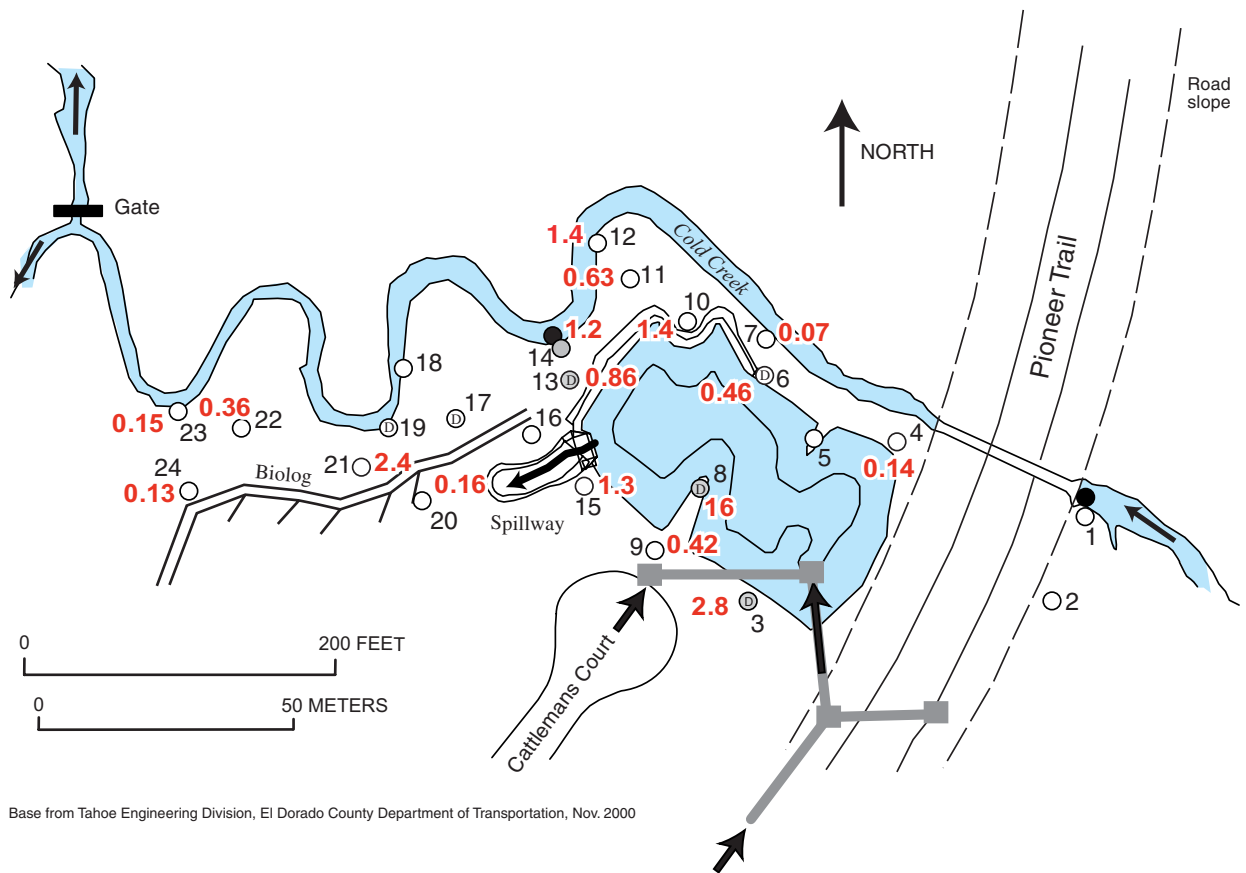 Road
slope
NORTH
Gate
Pioneer Trail
Cold Creek
1.4
12
0.63
11
10
1.2
1.4
7
0.07
14
18
13
D
0.86
D
6
0.46
0.15
0.36
23
22
D
19
D
17
16
5
4
0.14
24
0.13
Biolog
21
2.4
0.16
20
Spillway
15
1.3
D
8
16
1
9
0.42
2.8
D
3
2
0
200 FEET
0
50 METERS
Cattlemans Court
Base from Tahoe Engineering Division, El Dorado County Department of Transportation, Nov. 2000